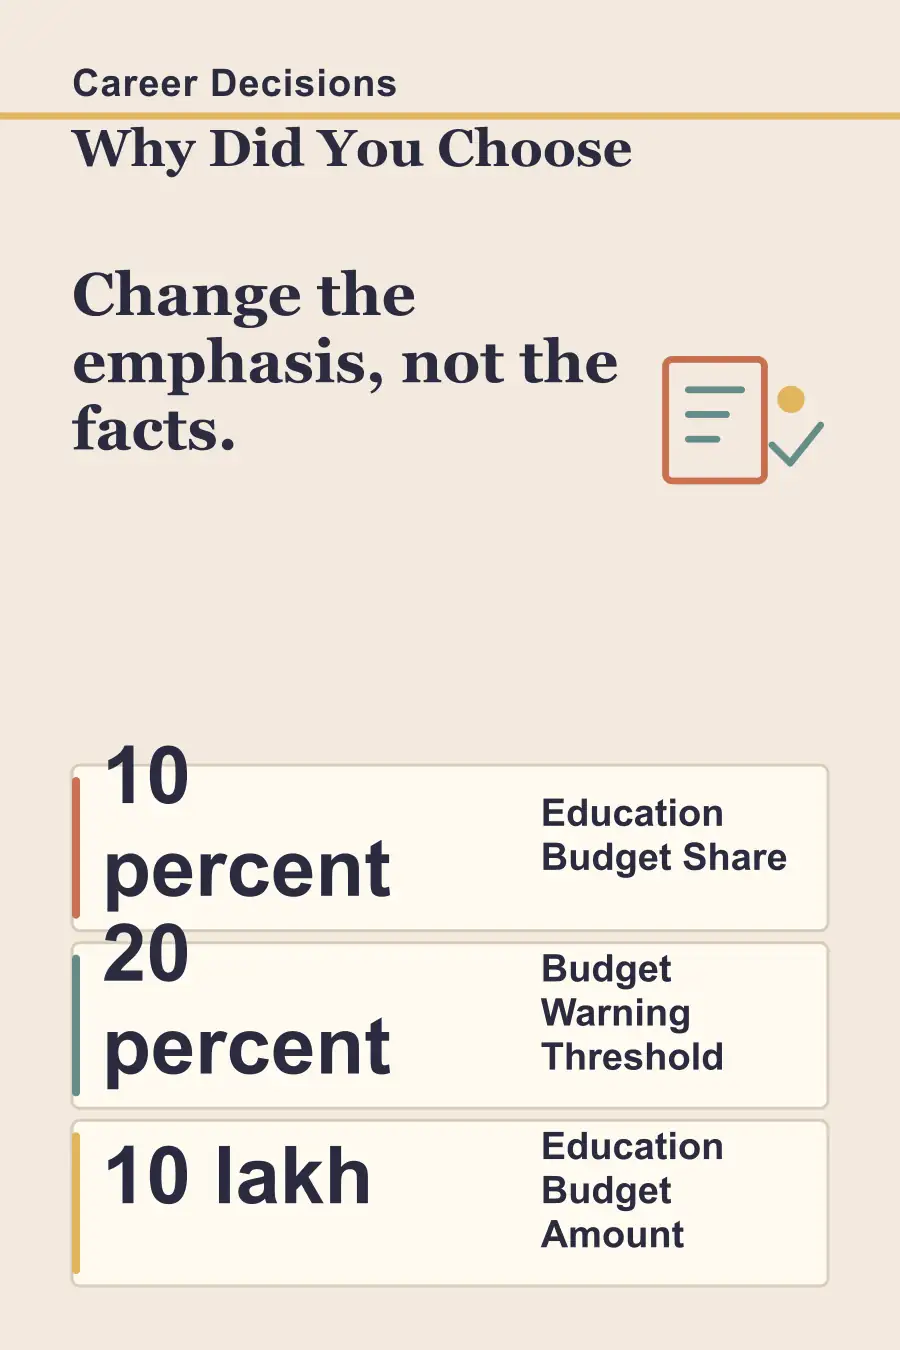 Career Decisions
Why Did You Choose
Change the
emphasis, not the
facts.
10
percent
Education
Budget Share
20
percent
Budget
Warning
Threshold
10 lakh
Education
Budget
Amount